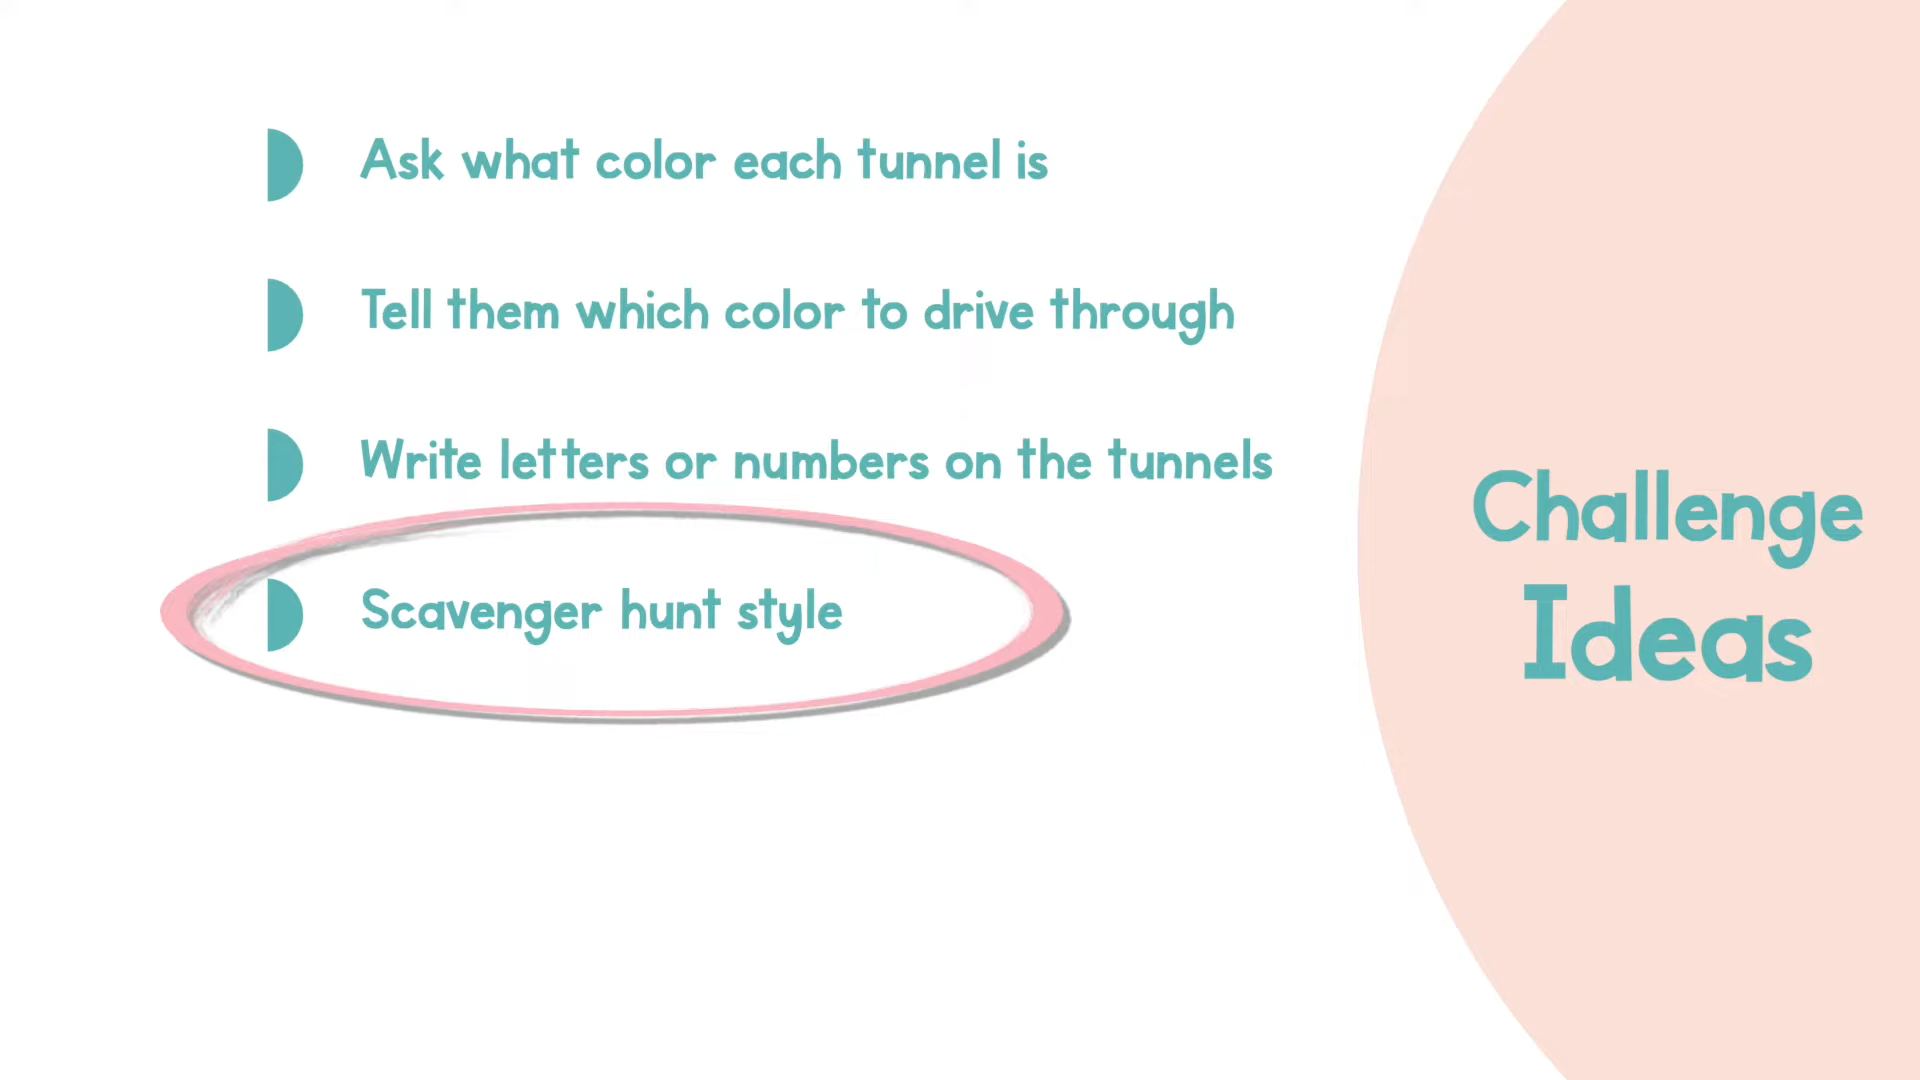 Ask what color each tunnel is
Tell them which color to drive through
Write letters or numbers on the tunnels
Scavenger hunt style
Challenge
Ideas